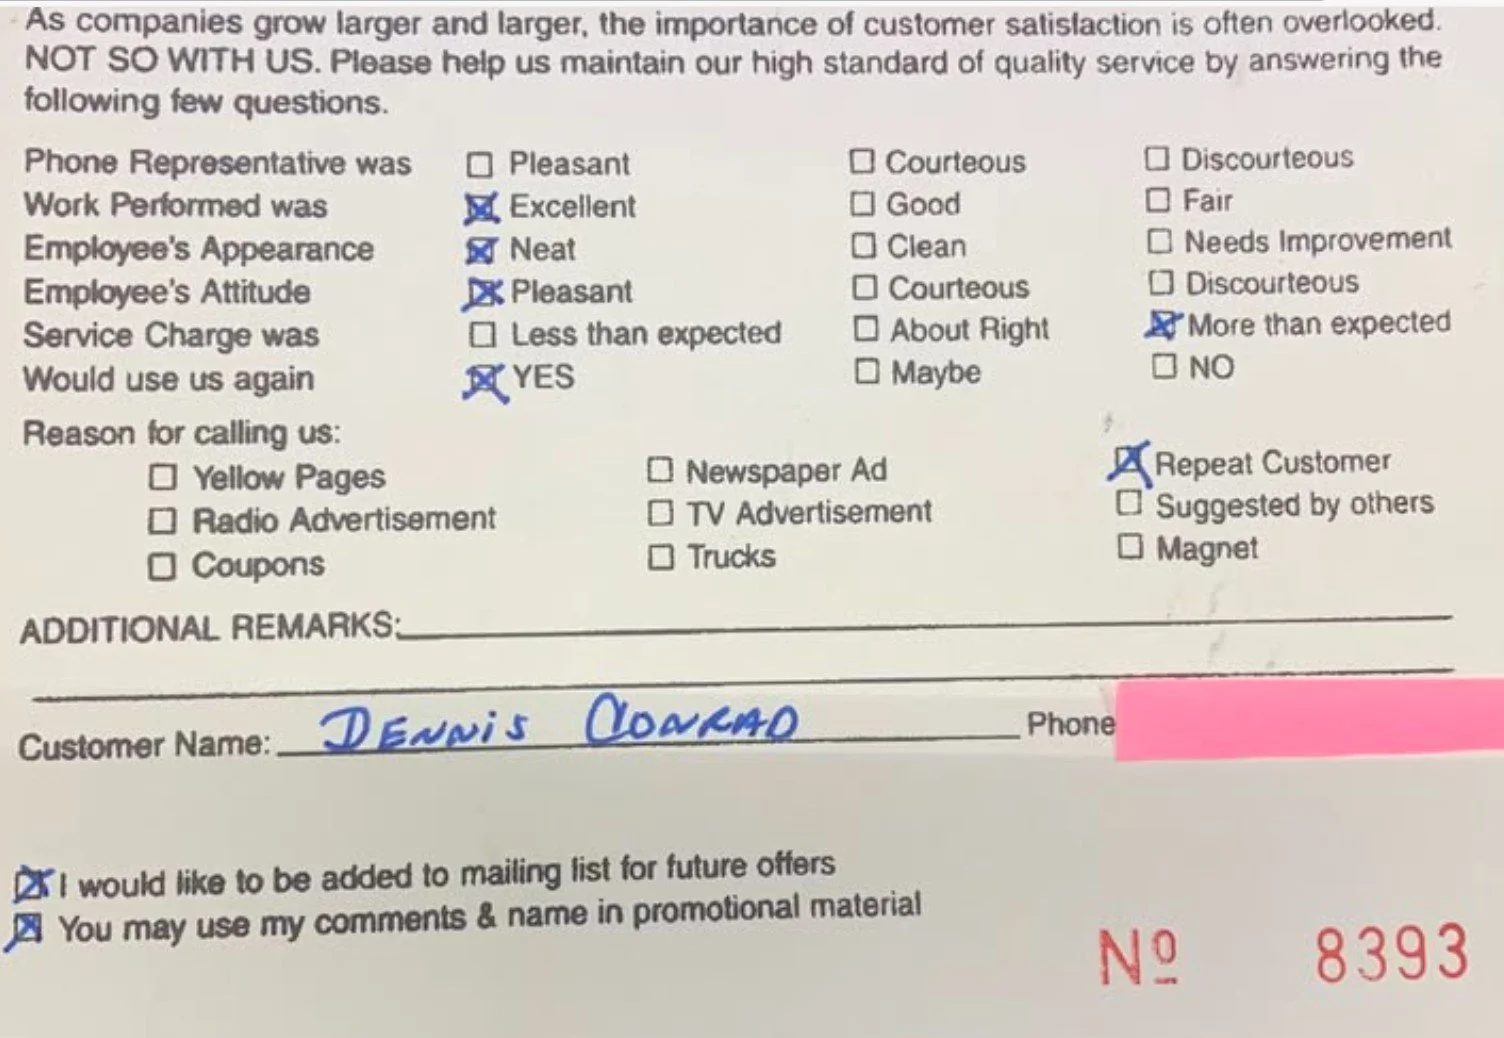 As companies grow larger and larger, the importance of customer satisfaction is often overlooked.
NOT SO WITH US. Please help us maintain our high standard of quality service by answering the
following few questions.
Phone Representative was ☐ Pleasant ☐ Courteous ☐ Discourteous
Work Performed was ☒ Excellent ☐ Good ☐ Fair
Employee's Appearance ☒ Neat ☐ Clean ☐ Needs Improvement
Employee's Attitude ☒ Pleasant ☐ Courteous ☐ Discourteous
Service Charge was ☐ Less than expected ☐ About Right ☒ More than expected
Would use us again ☒ YES ☐ Maybe ☐ NO
Reason for calling us:
☐ Yellow Pages ☐ Newspaper Ad ☒ Repeat Customer
☐ Radio Advertisement ☐ TV Advertisement ☐ Suggested by others
☐ Coupons ☐ Trucks ☐ Magnet
ADDITIONAL REMARKS:
Customer Name: DENNIS CONRAD Phone
☒ I would like to be added to mailing list for future offers
☒ You may use my comments & name in promotional material
Nº 8393